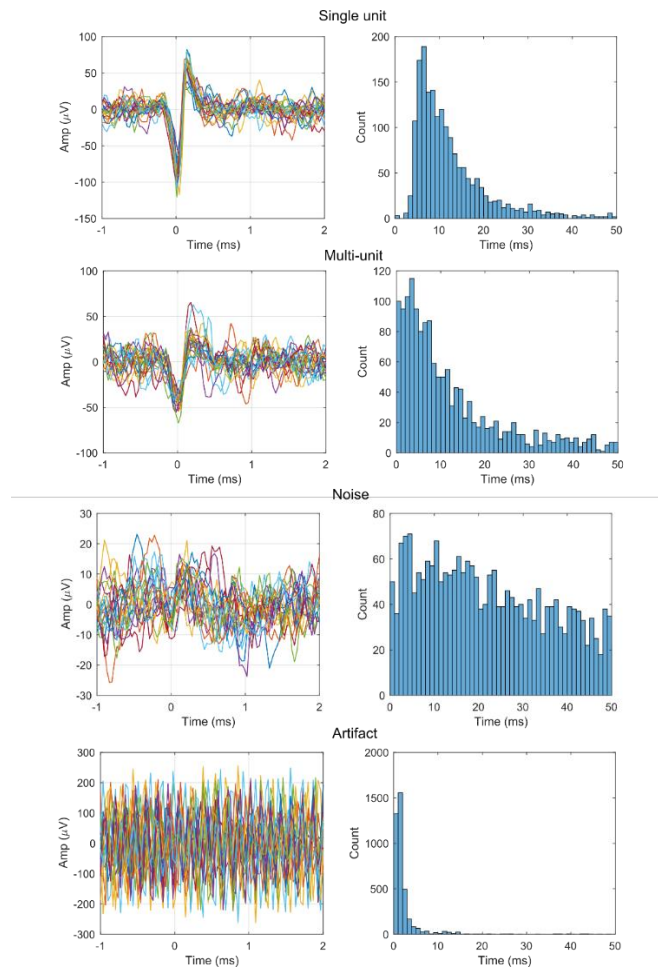 Single unit
100
50
0
-50
-100
-150
Amp (μV)
-1 0 1 2
Time (ms)
200
150
100
50
0
Count
0 10 20 30 40 50
Time (ms)
Multi-unit
100
50
0
-50
-100
Amp (μV)
-1 0 1 2
Time (ms)
120
100
80
60
40
20
0
Count
0 10 20 30 40 50
Time (ms)
Noise
30
20
10
0
-10
-20
-30
Amp (μV)
-1 0 1 2
Time (ms)
80
60
40
20
0
Count
0 10 20 30 40 50
Time (ms)
Artifact
300
200
100
0
-100
-200
-300
Amp (μV)
-1 0 1 2
Time (ms)
2000
1500
1000
500
0
Count
0 10 20 30 40 50
Time (ms)